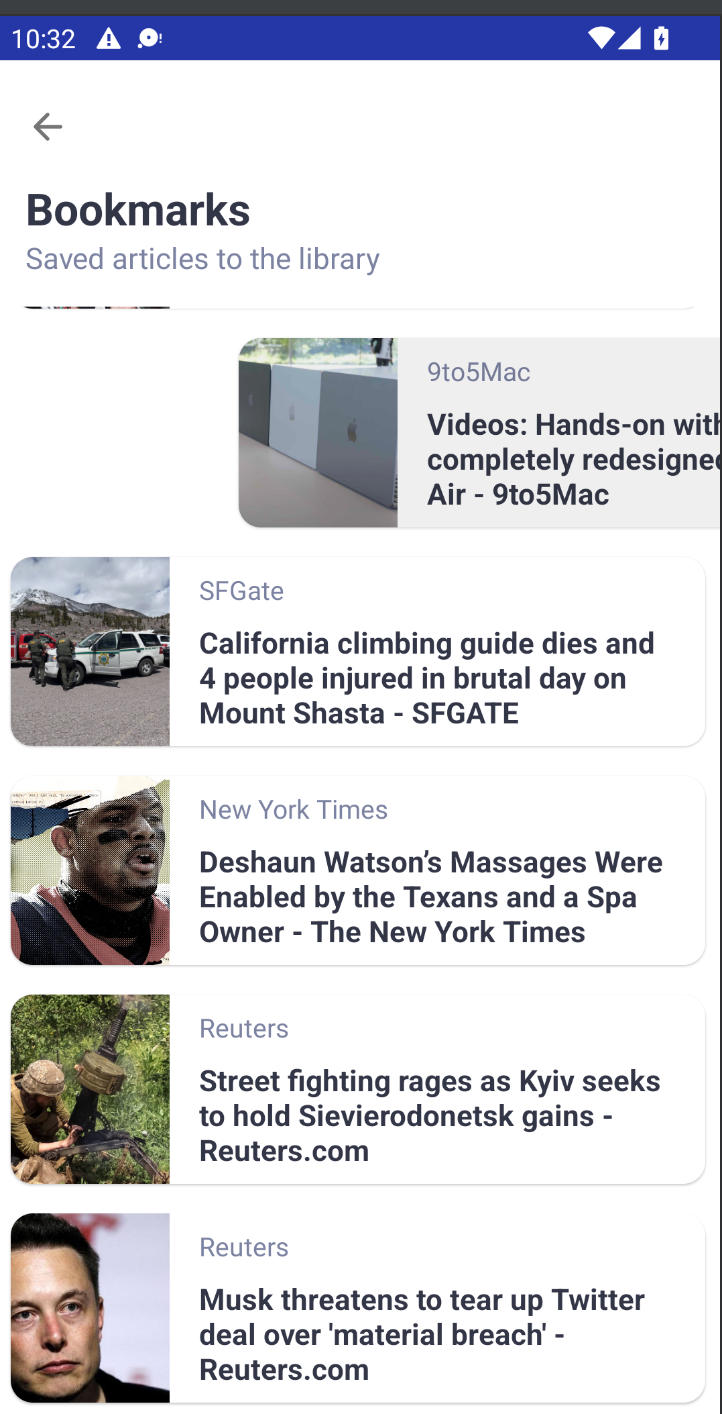 10:32
Bookmarks
Saved articles to the library
9to5Mac
Videos: Hands-on with
completely redesigned
Air - 9to5Mac
SFGate
California climbing guide dies and
4 people injured in brutal day on
Mount Shasta - SFGATE
New York Times
Deshaun Watson’s Massages Were
Enabled by the Texans and a Spa
Owner - The New York Times
Reuters
Street fighting rages as Kyiv seeks
to hold Sievierodonetsk gains -
Reuters.com
Reuters
Musk threatens to tear up Twitter
deal over 'material breach' -
Reuters.com